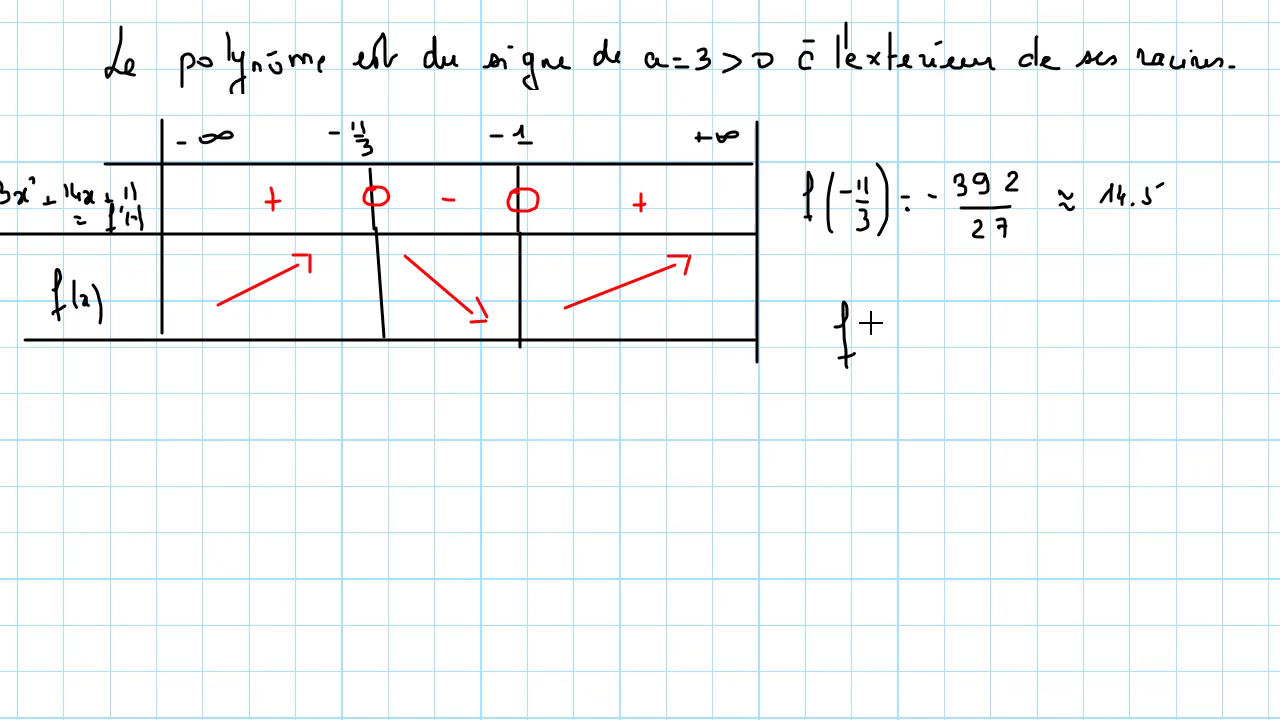 Le polynôme est du signe de a = 3 > 0 à l'extérieur de ses racines.
-∞ -11/3 -1 +∞
3x² + 14x + 11 + 0 - 0 +
= f'(x)
f(x)
f(-11/3) = -392/27 ≈ 14.5
f